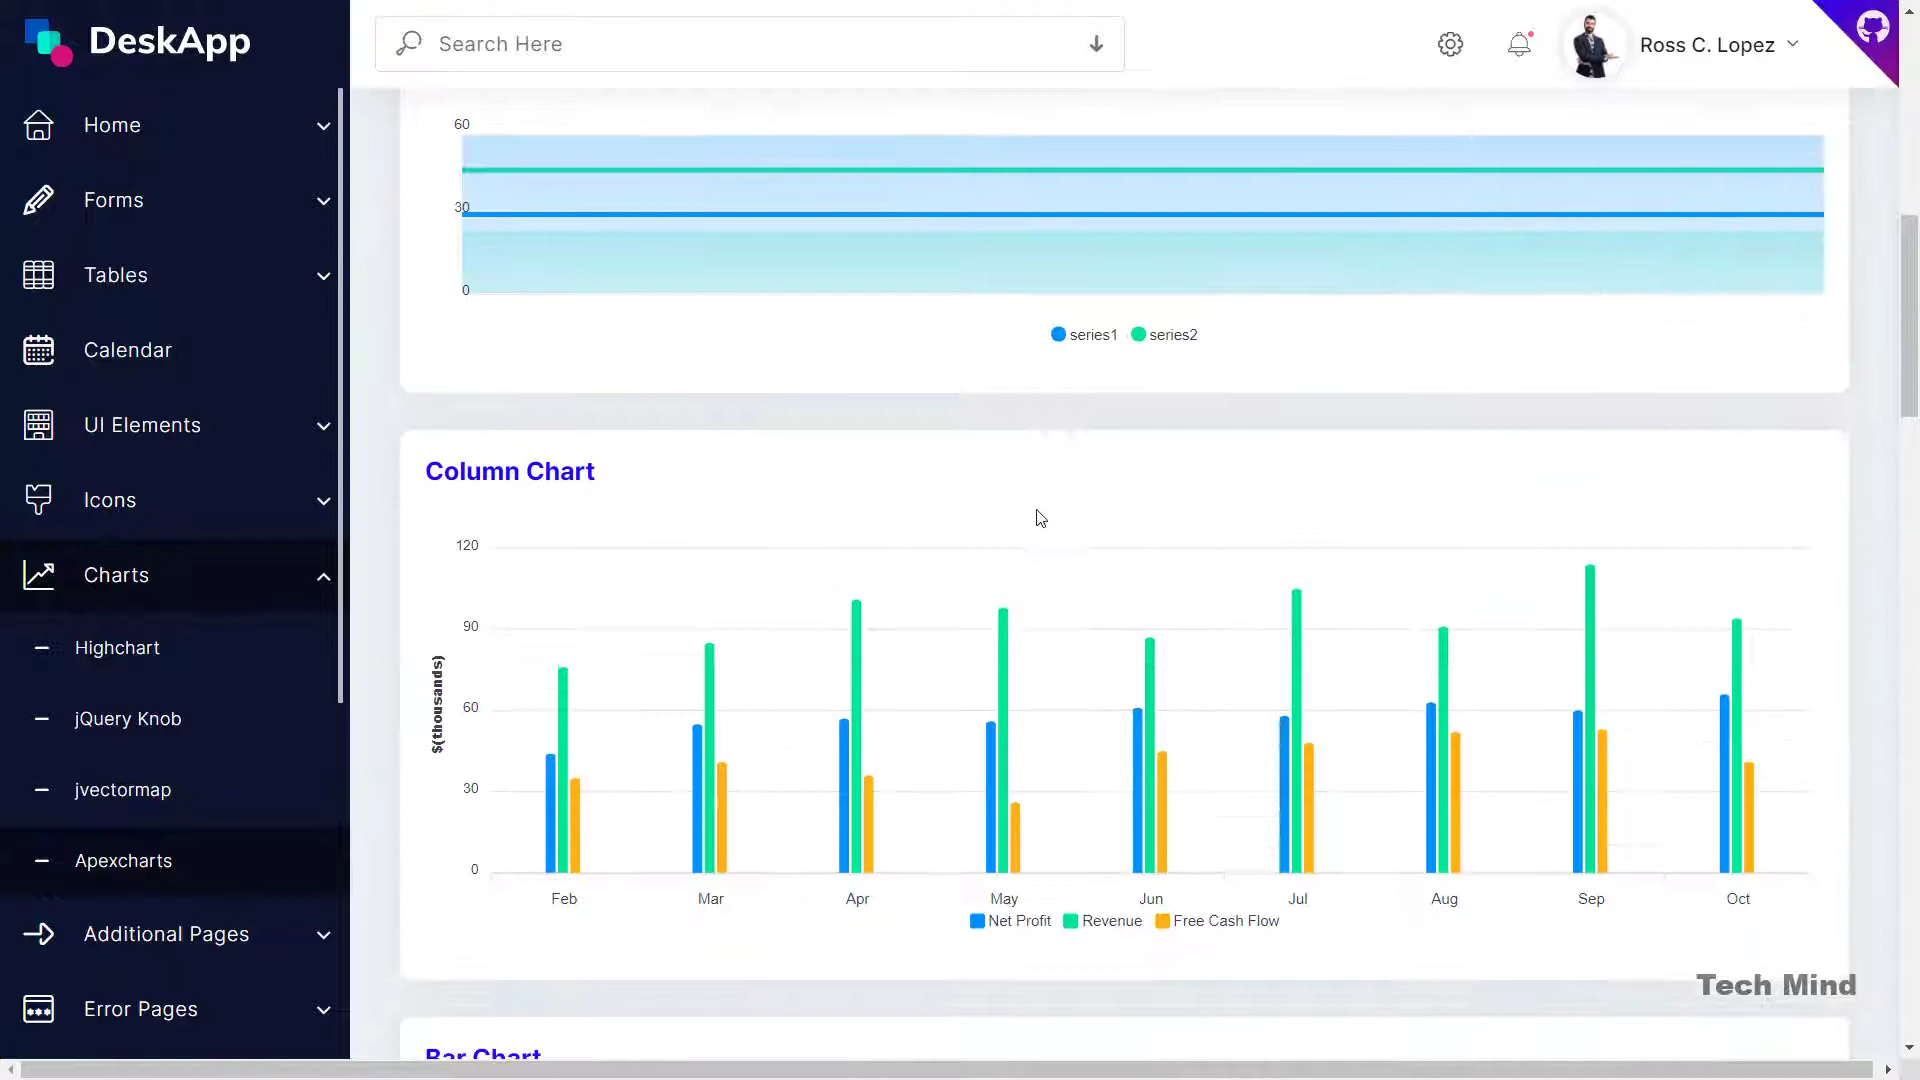 DeskApp
Search Here
Ross C. Lopez
Home
Forms
Tables
Calendar
UI Elements
Icons
Charts
Highchart
jQuery Knob
jvectormap
Apexcharts
Additional Pages
Error Pages
60
30
0
series1 series2
Column Chart
120
90
60
30
0
$(thousands)
Feb Mar Apr May Jun Jul Aug Sep Oct
Net Profit Revenue Free Cash Flow
Tech Mind
Bar Chart